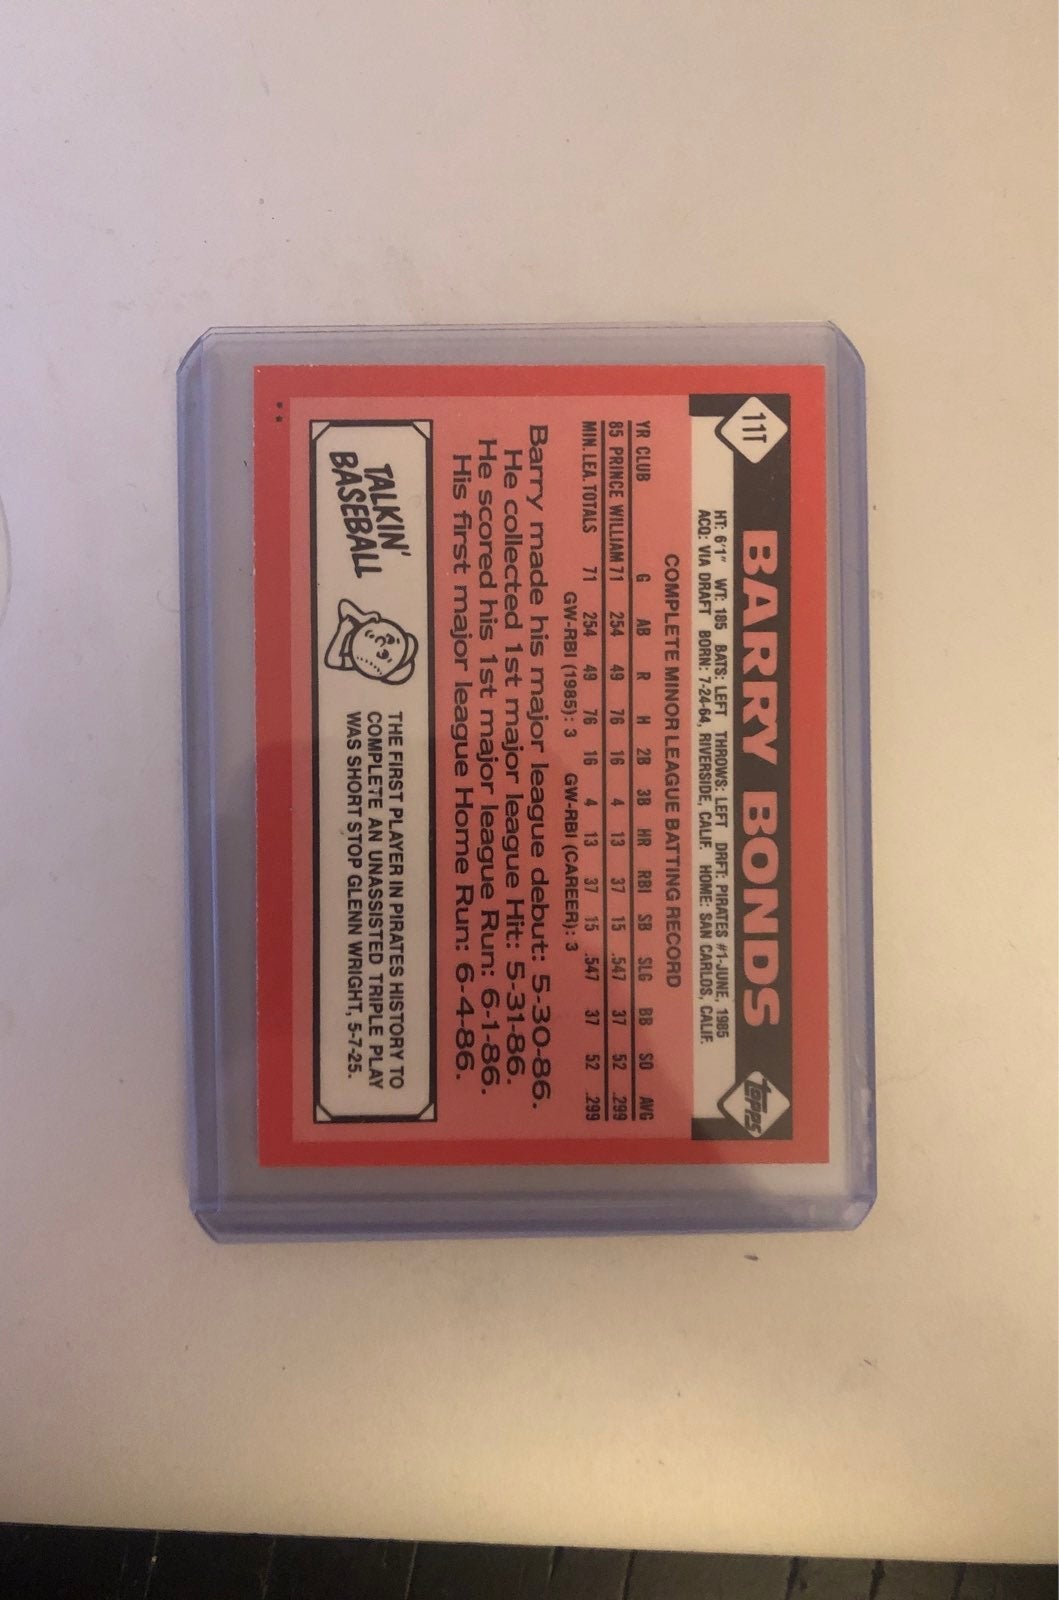 11T
BARRY BONDS
topps
HT: 6'1" WT: 185 BATS: LEFT THROWS: LEFT DRFT: PIRATES #1-JUNE, 1985
ACQ: VIA DRAFT BORN: 7-24-64, RIVERSIDE, CALIF. HOME: SAN CARLOS, CALIF.
COMPLETE MINOR LEAGUE BATTING RECORD
YR CLUB G AB R H 2B 3B HR RBI SB SLG BB SO AVG
85 PRINCE WILLIAM 71 254 49 76 16 4 13 37 15 .547 37 52 .299
MIN. LEA. TOTALS 71 254 49 76 16 4 13 37 15 .547 37 52 .299
GW-RBI (1985): 3 GW-RBI (CAREER): 3
Barry made his major league debut: 5-30-86.
He collected 1st major league Hit: 5-31-86.
He scored his 1st major league Run: 6-1-86.
His first major league Home Run: 6-4-86.
TALKIN'
BASEBALL
THE FIRST PLAYER IN PIRATES HISTORY TO
COMPLETE AN UNASSISTED TRIPLE PLAY
WAS SHORTSTOP GLENN WRIGHT, 5-7-25.
**